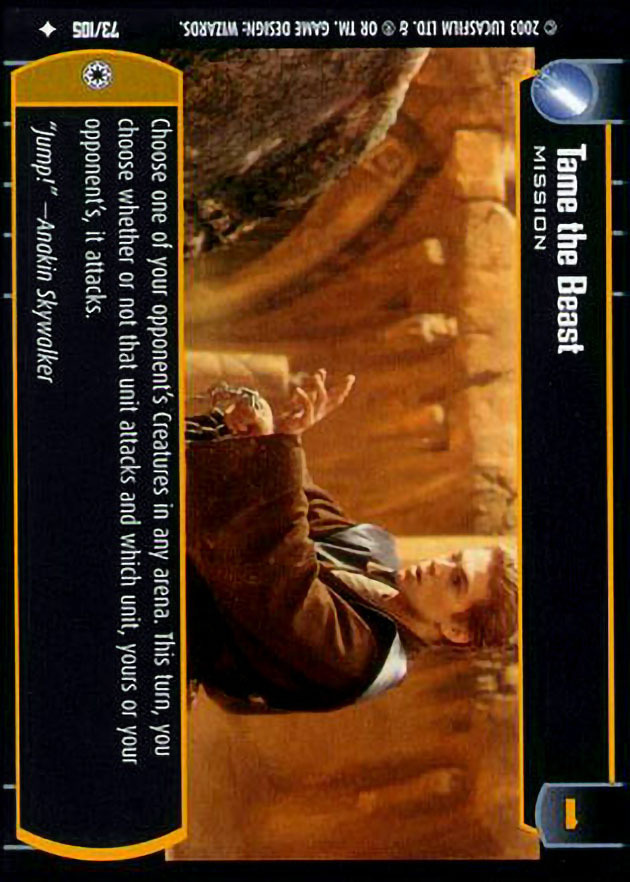 Tame the Beast
MISSION
1
Choose one of your opponent's Creatures in any arena. This turn, you
choose whether or not that unit attacks and which unit, yours or your
opponent's, it attacks.
"Jump!" –Anakin Skywalker
© 2003 LUCASFILM LTD. & ® OR TM. GAME DESIGN: WIZARDS.
73/105